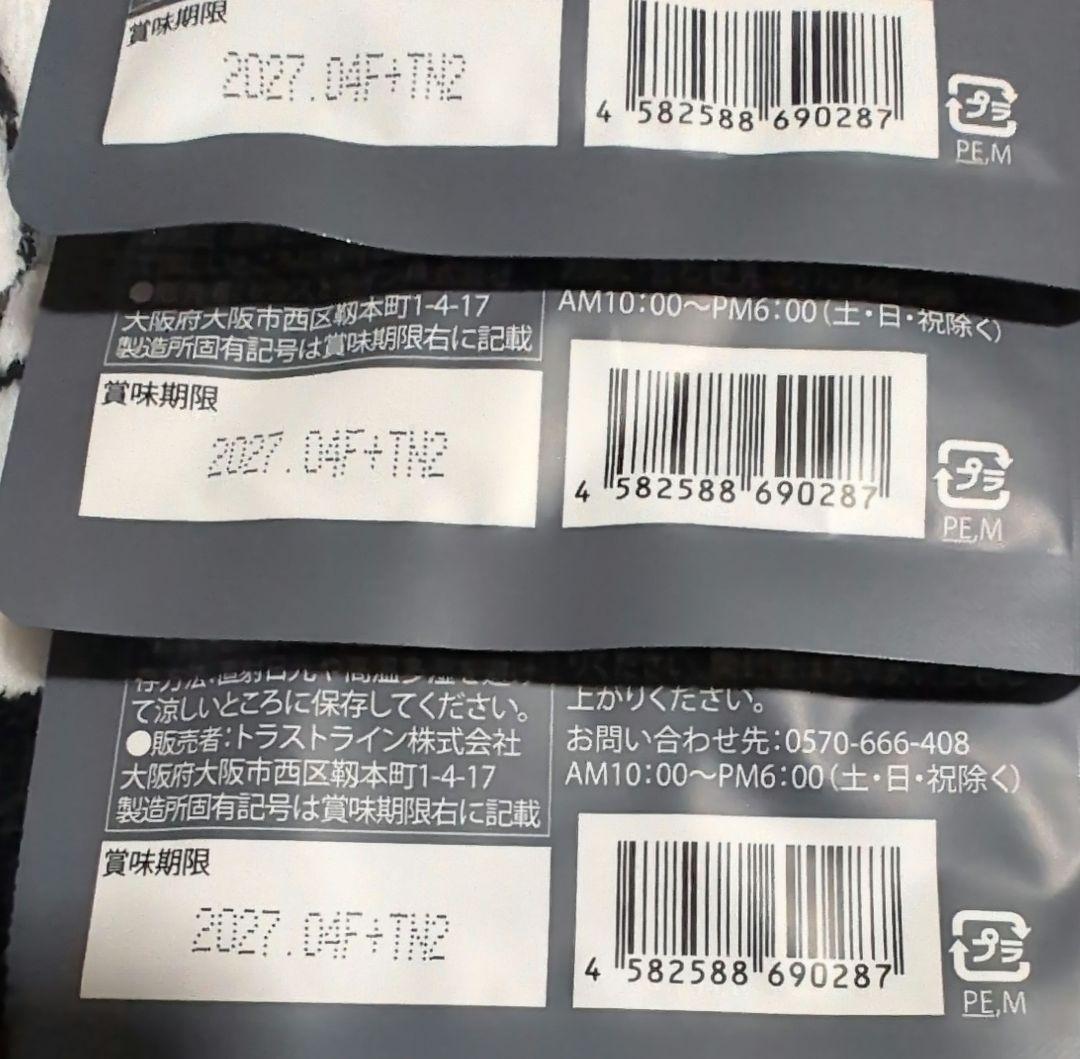 賞味期限
2027.04F+TN2
4 582588 690287
プラ
PE,M
大阪府大阪市西区靱本町1-4-17
製造所固有記号は賞味期限右に記載
AM10:00〜PM6:00(土・日・祝除く)
賞味期限
2027.04F+TN2
4 582588 690287
プラ
PE,M
て涼しいところに保存してください。
●販売者:トラストライン株式会社
大阪府大阪市西区靱本町1-4-17
製造所固有記号は賞味期限右に記載
上がりください。
お問い合わせ先:0570-666-408
AM10:00〜PM6:00(土・日・祝除く)
賞味期限
2027.04F+TN2
4 582588 690287
プラ
PE,M